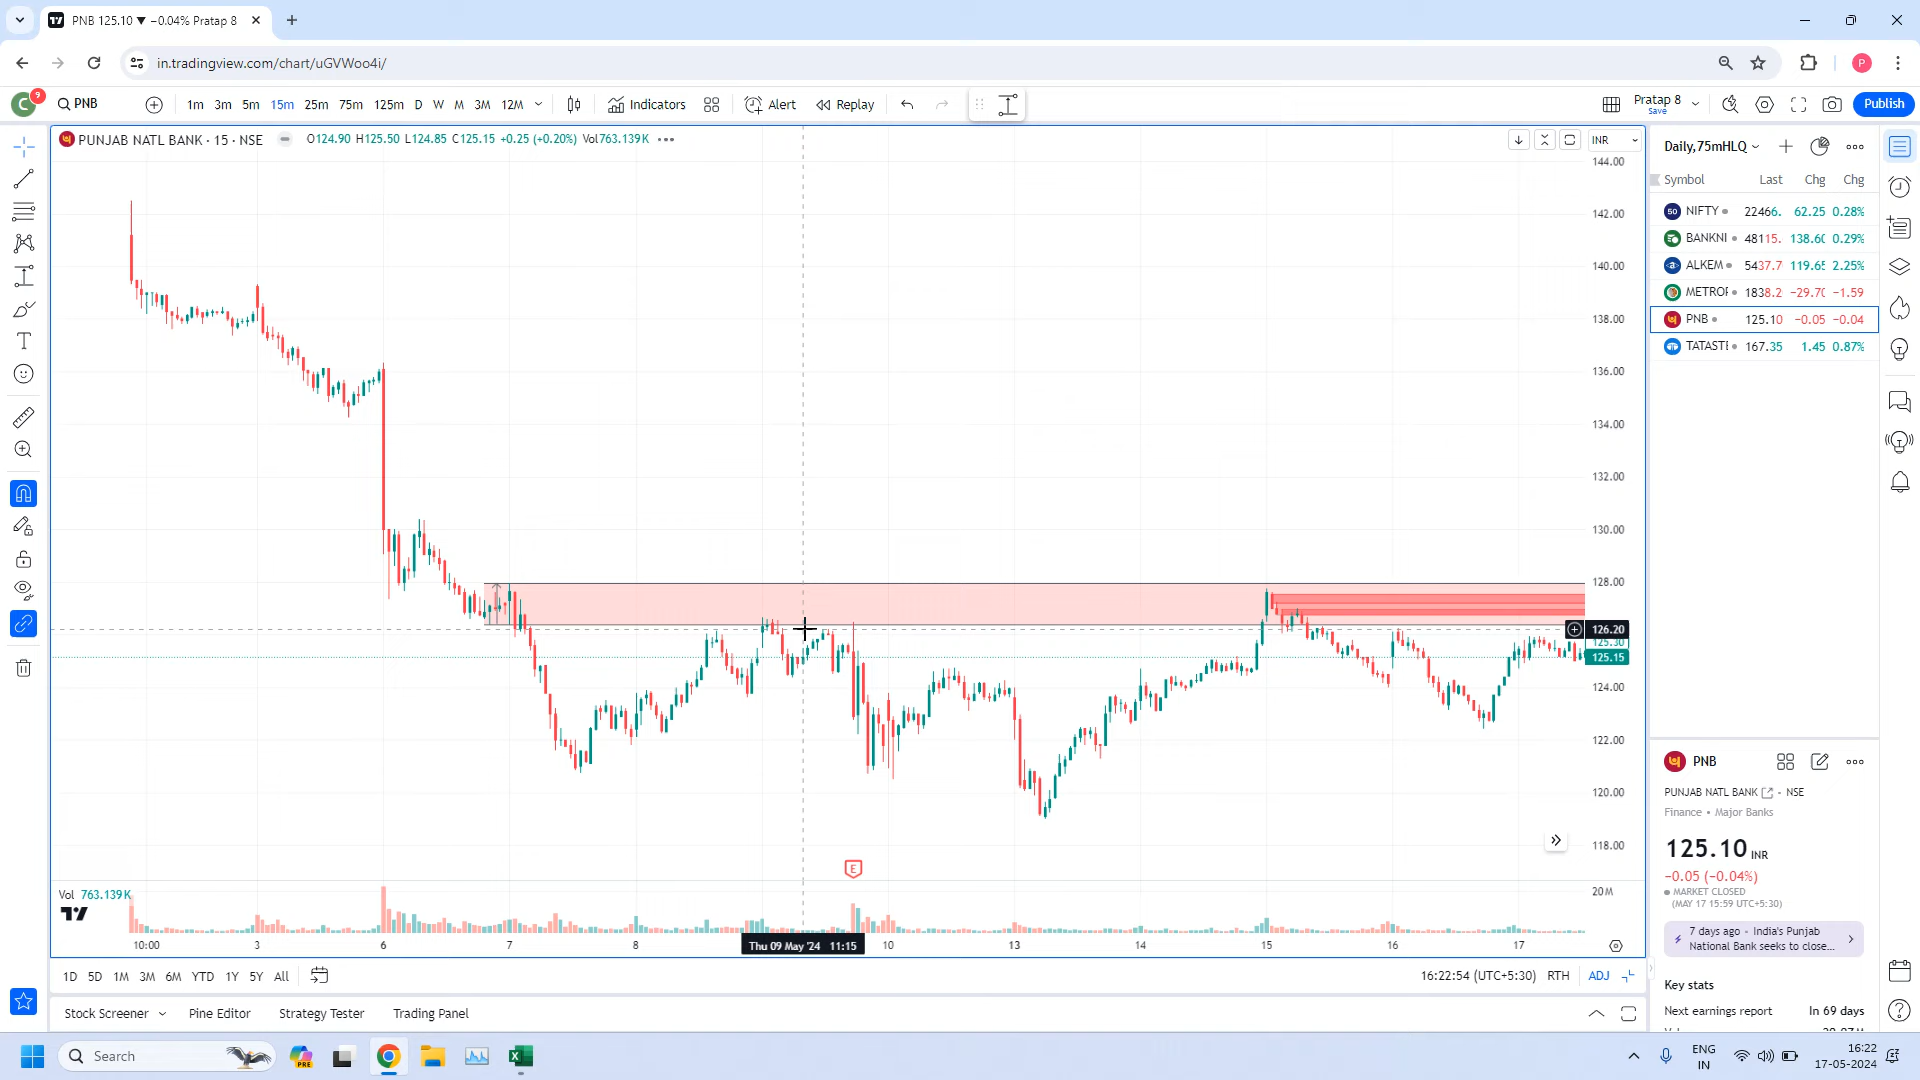 PNB 125.10 ▼ −0.04% Pratap 8
in.tradingview.com/chart/uGVWoo4i/
P
C 9 PNB 1m 3m 5m 15m 25m 75m 125m D W M 3M 12M Indicators Alert Replay Pratap 8 Save Publish
PUNJAB NATL BANK · 15 · NSE O124.90 H125.50 L124.85 C125.15 +0.25 (+0.20%) Vol763.139K
INR
144.00
142.00
140.00
138.00
136.00
134.00
132.00
130.00
128.00
126.20
125.30
125.15
124.00
122.00
120.00
118.00
E
Vol 763.139K
20M
10:00 3 6 7 8 Thu 09 May '24 11:15 10 13 14 15 16 17
1D 5D 1M 3M 6M YTD 1Y 5Y All
16:22:54 (UTC+5:30) RTH ADJ
Stock Screener Pine Editor Strategy Tester Trading Panel
Daily,75mHLQ
Symbol Last Chg Chg
50 NIFTY 22466. 62.25 0.28%
BANKNI 48115. 138.60 0.29%
ALKEM 5437.7 119.65 2.25%
METROF 1838.2 −29.70 −1.59
PNB 125.10 −0.05 −0.04
TATASTE 167.35 1.45 0.87%
PNB
PUNJAB NATL BANK · NSE
Finance • Major Banks
125.10 INR
−0.05 (−0.04%)
MARKET CLOSED
(MAY 17 15:59 UTC+5:30)
7 days ago • India's Punjab
National Bank seeks to close...
Key stats
Next earnings report In 69 days
Search
PRE
ENG
IN
16:22
17-05-2024